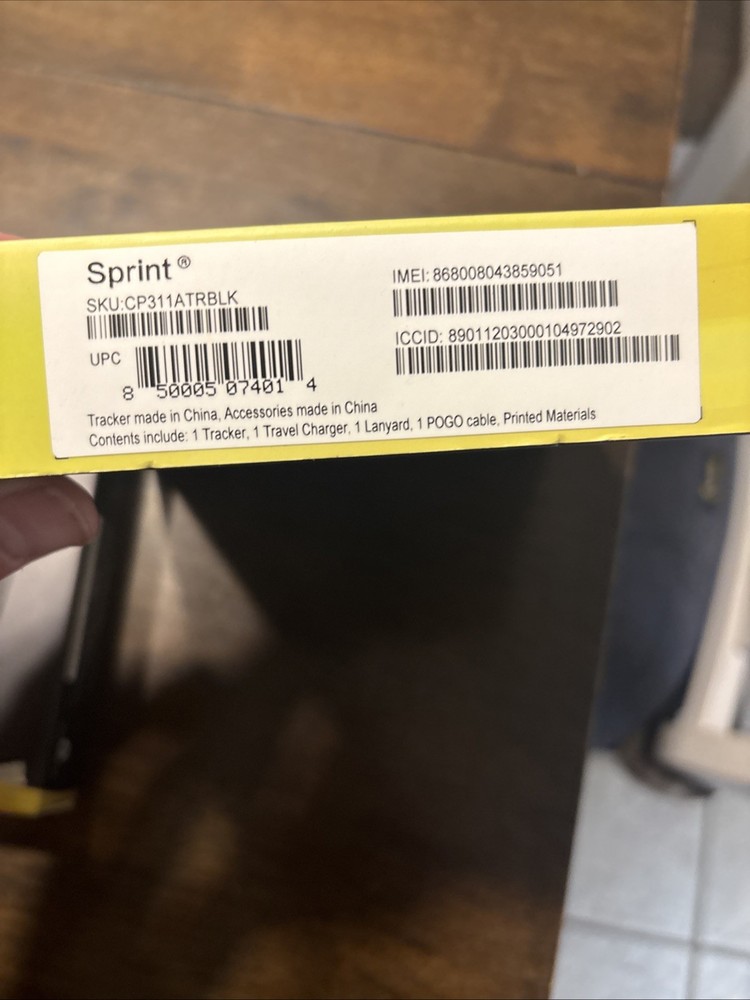 Sprint®
SKU:CP311ATRBLK
UPC
8 50005 07401 4
IMEI: 868008043859051
ICCID: 89011203000104972902
Tracker made in China, Accessories made in China
Contents include: 1 Tracker, 1 Travel Charger, 1 Lanyard, 1 POGO cable, Printed Materials